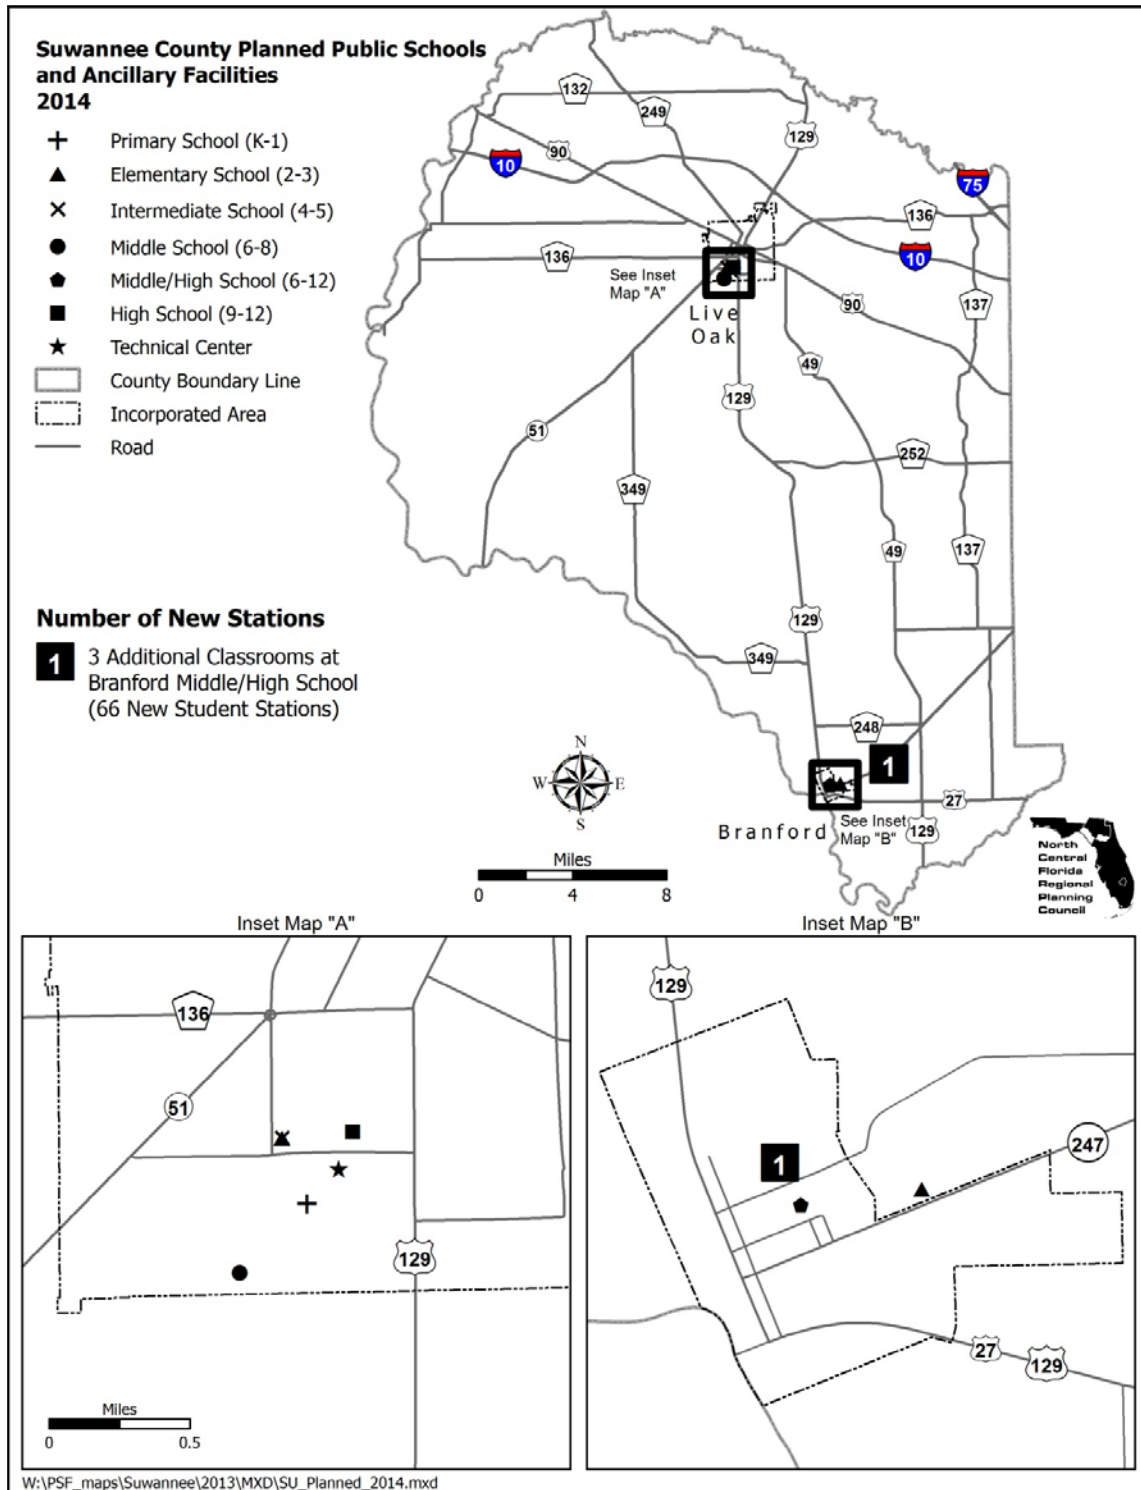 Suwannee County Planned Public Schools
and Ancillary Facilities
2014
Primary School (K-1)
Elementary School (2-3)
Intermediate School (4-5)
Middle School (6-8)
Middle/High School (6-12)
High School (9-12)
Technical Center
County Boundary Line
Incorporated Area
Road
132
249
129
90
10
75
136
10
136
See Inset
Map "A"
Live
Oak
137
90
49
129
51
252
349
49
137
129
349
Number of New Stations
1
3 Additional Classrooms at
Branford Middle/High School
(66 New Student Stations)
248
1
N
W
E
S
27
Branford
See Inset
Map "B"
129
Miles
0
4
8
North
Central
Florida
Regional
Planning
Council
Inset Map "A"
136
51
129
Miles
0
0.5
Inset Map "B"
129
1
247
27
129
W:\PSF_maps\Suwannee\2013\MXD\SU_Planned_2014.mxd